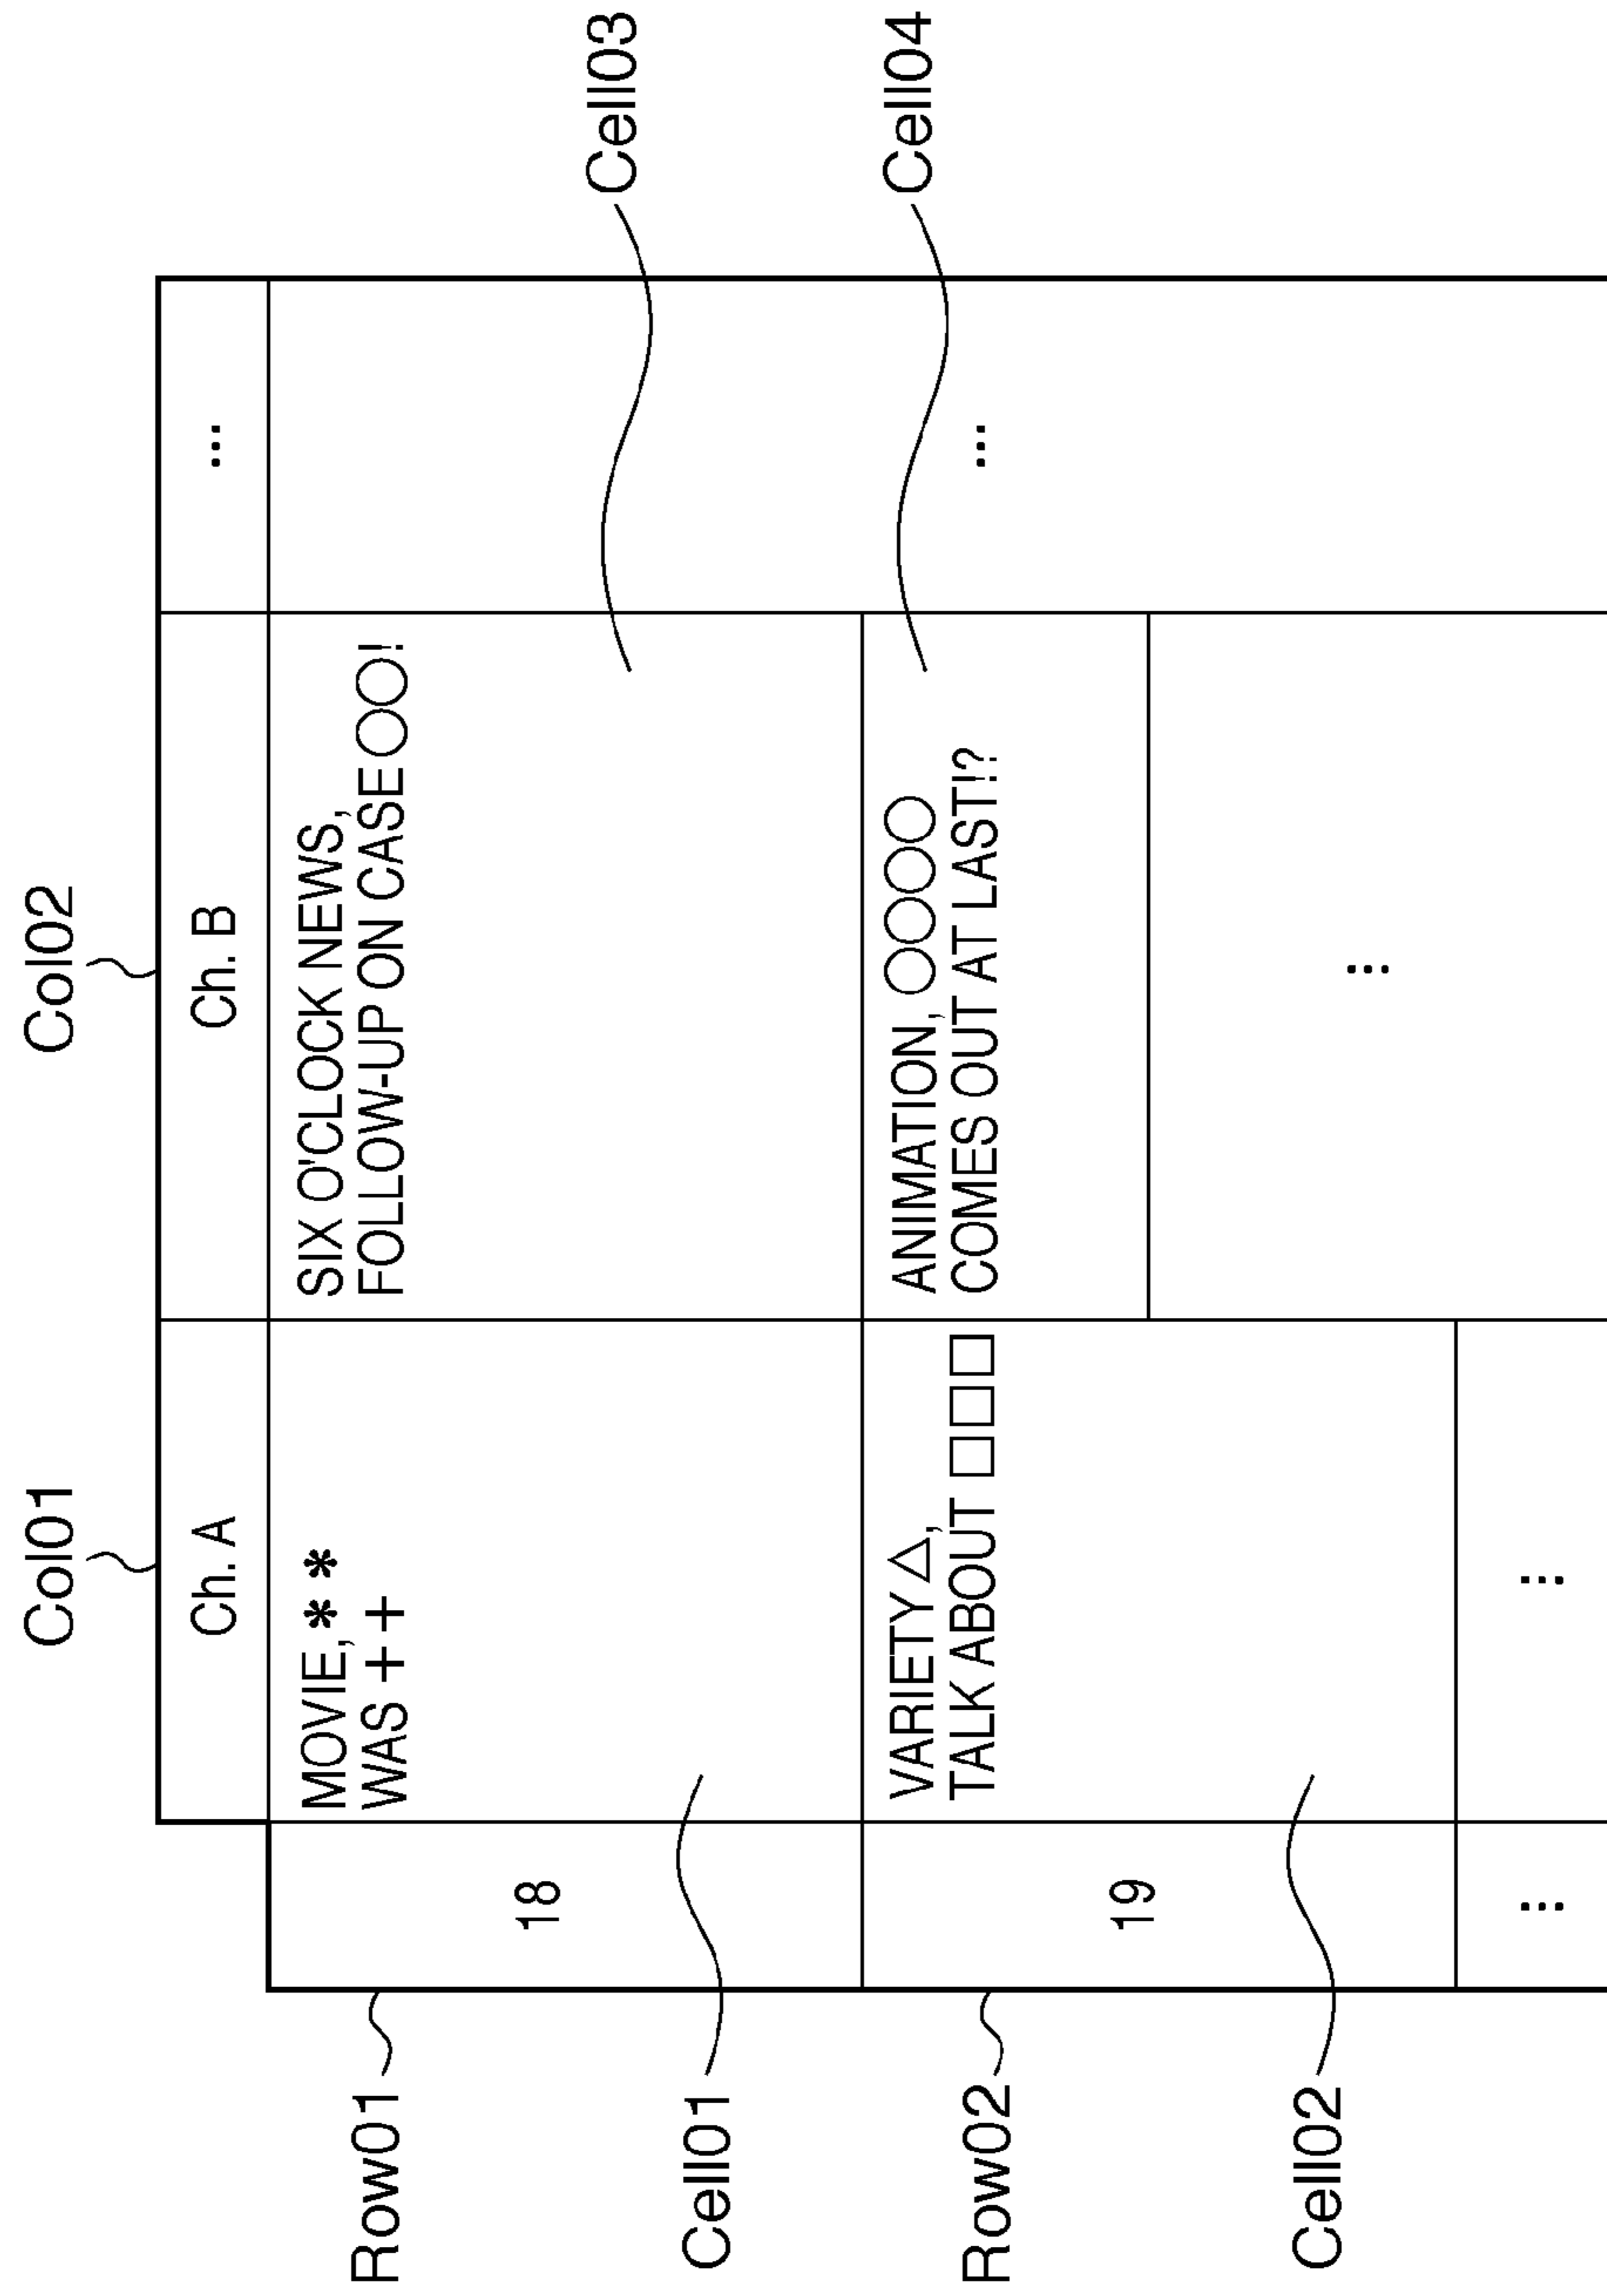 Col01
Col02
Ch. A
Ch. B
...
Row01
18
MOVIE, * *
WAS + +
SIX O'CLOCK NEWS,
FOLLOW-UP ON CASE○○!
Cell03
Cell01
Row02
19
VARIETY△,
TALK ABOUT □□□
ANIMATION, ○○○○
COMES OUT AT LAST!?
...
Cell04
...
Cell02
...
...